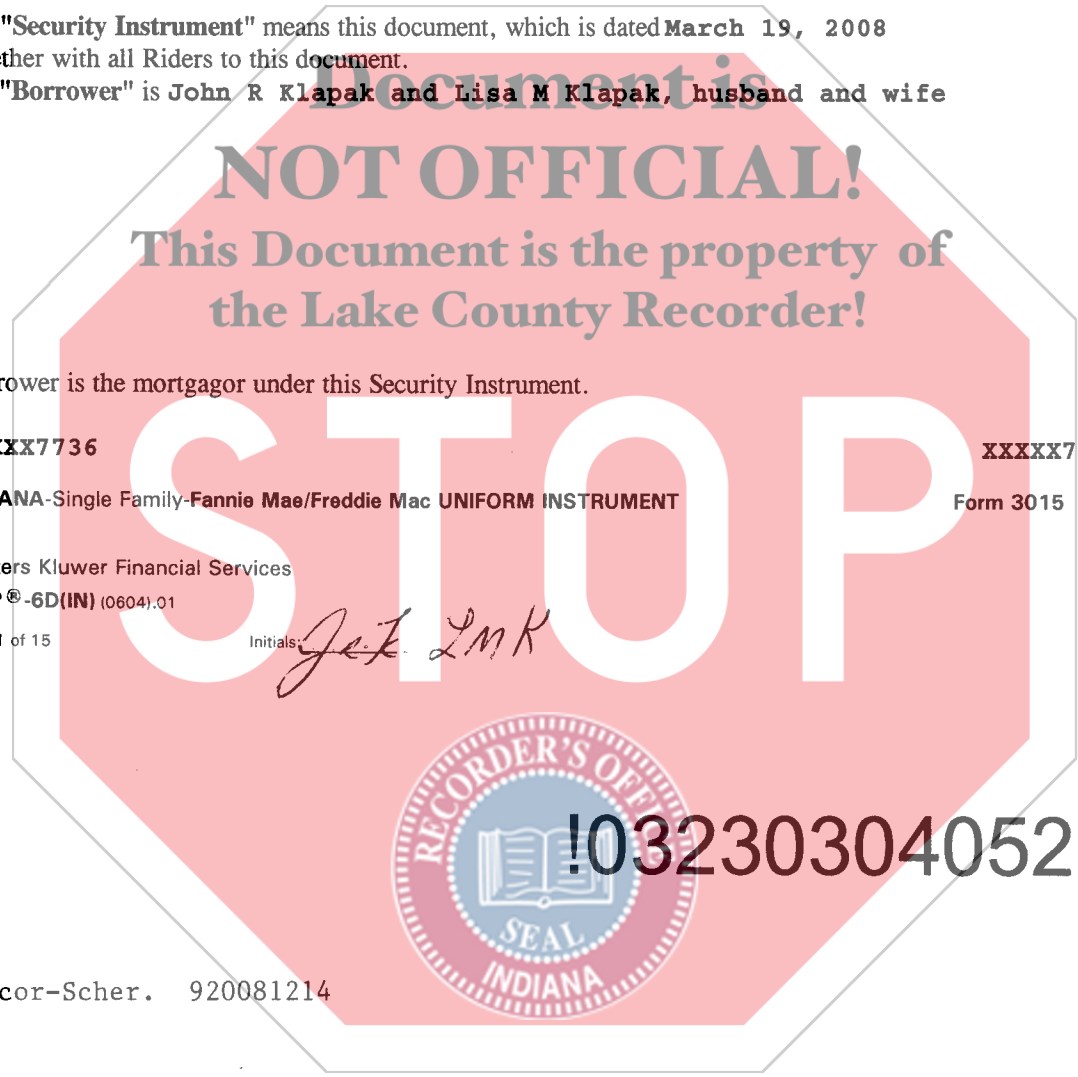 "Security Instrument" means this document, which is dated March 19, 2008
ther with all Riders to this document.
"Borrower" is John R Klapak and Lisa M Klapak, husband and wife
Document is
NOT OFFICIAL!
This Document is the property of
the Lake County Recorder!
rower is the mortgagor under this Security Instrument.
XX7736
XXXXX7
ANA-Single Family-Fannie Mae/Freddie Mac UNIFORM INSTRUMENT
Form 3015
STOP
ers Kluwer Financial Services
®-6D(IN) (0604).01
of 15
Initials: LMK
RECORDER'S OFFICE
!03230304052
SEAL
INDIANA
cor-Scher. 920081214